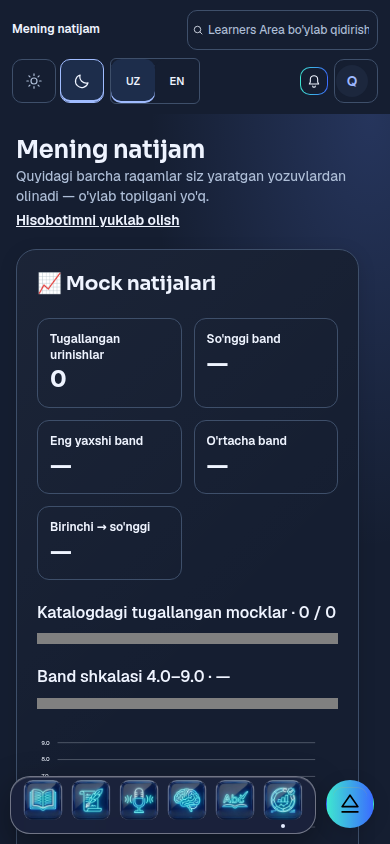 Mening natijam
Learners Area bo'ylab qidirish
UZ
EN
Q
Mening natijam
Quyidagi barcha raqamlar siz yaratgan yozuvlardan
olinadi — o'ylab topilgani yo'q.
Hisobotimni yuklab olish
Mock natijalari
Tugallangan
urinishlar
0
So'nggi band
—
Eng yaxshi band
—
O'rtacha band
—
Birinchi → so'nggi
—
Katalogdagi tugallangan mocklar · 0 / 0
Band shkalasi 4.0–9.0 · —
9.0
8.0
Abc